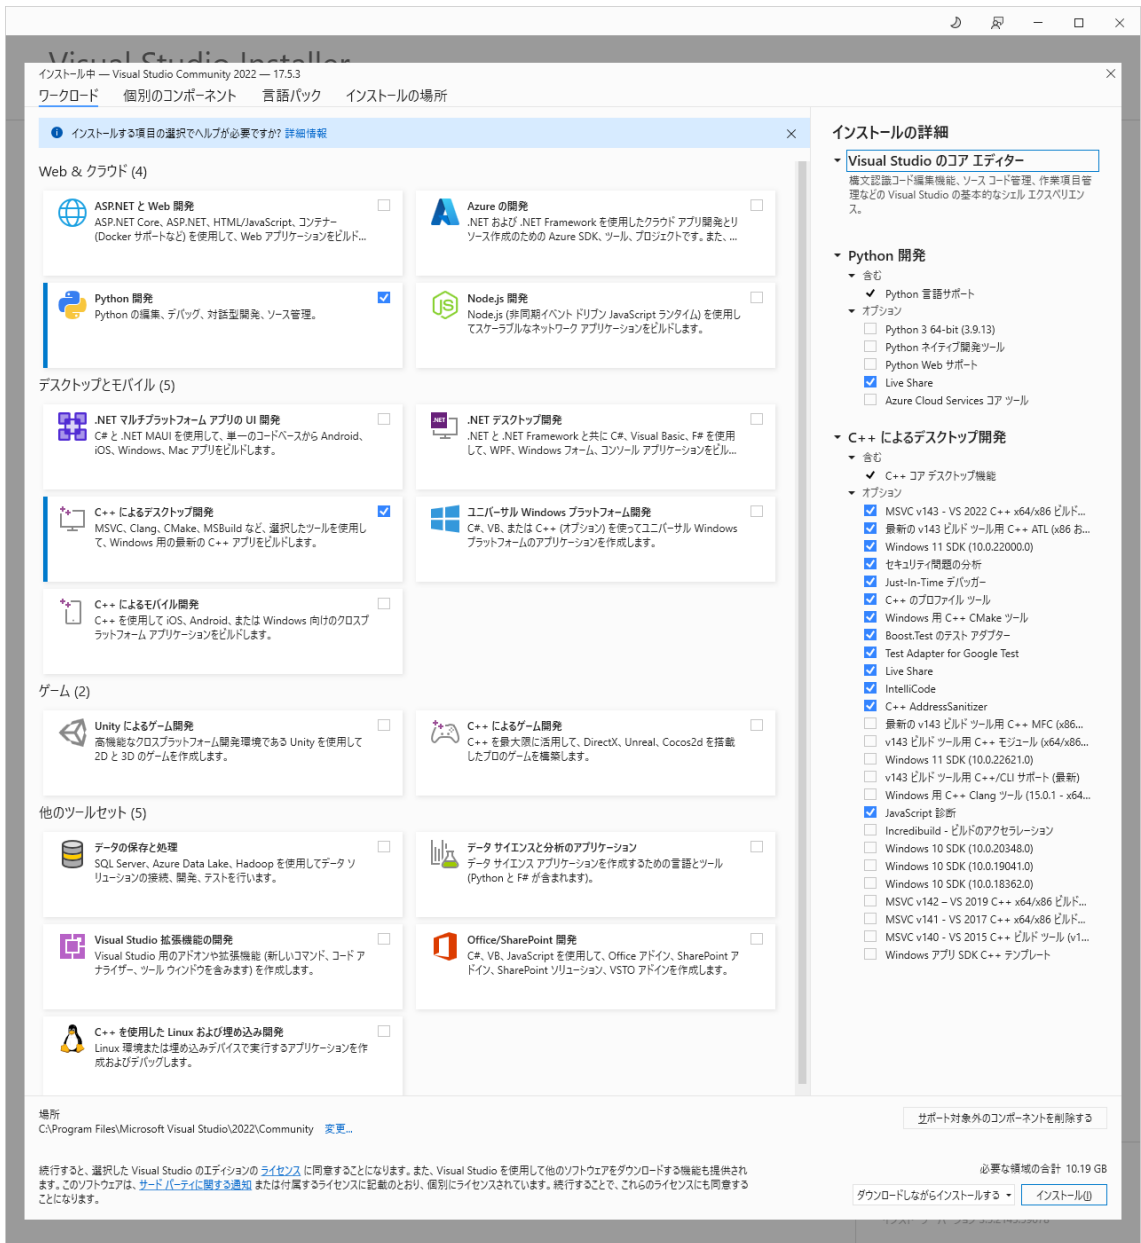 Visual Studio Installer
インストール中 — Visual Studio Community 2022 — 17.5.3
ワークロード 個別のコンポーネント 言語パック インストールの場所
インストールする項目の選択でヘルプが必要ですか? 詳細情報
Web & クラウド (4)
ASP.NET と Web 開発
ASP.NET Core、ASP.NET、HTML/JavaScript、コンテナー
(Docker サポートなど) を使用して、Web アプリケーションをビルド...
Azure の開発
.NET および .NET Framework を使用したクラウド アプリ開発とリ
ソース作成のための Azure SDK、ツール、プロジェクトです。また、...
Python 開発
Python の編集、デバッグ、対話型開発、ソース管理。
Node.js 開発
Node.js (非同期イベント ドリブン JavaScript ランタイム) を使用し
てスケーラブルなネットワーク アプリケーションをビルドします。
デスクトップとモバイル (5)
.NET マルチプラットフォーム アプリの UI 開発
C# と .NET MAUI を使用して、単一のコードベースから Android、
iOS、Windows、Mac アプリをビルドします。
.NET デスクトップ開発
.NET と .NET Framework と共に C#、Visual Basic、F# を使用
して、WPF、Windows フォーム、コンソール アプリケーションをビル...
C++ によるデスクトップ開発
MSVC、Clang、CMake、MSBuild など、選択したツールを使用し
て、Windows 用の最新の C++ アプリをビルドします。
ユニバーサル Windows プラットフォーム開発
C#、VB、または C++ (オプション) を使ってユニバーサル Windows
プラットフォームのアプリケーションを作成します。
C++ によるモバイル開発
C++ を使用して iOS、Android、または Windows 向けのクロスプ
ラットフォーム アプリケーションをビルドします。
ゲーム (2)
Unity によるゲーム開発
高機能なクロスプラットフォーム開発環境である Unity を使用して
2D と 3D のゲームを作成します。
C++ によるゲーム開発
C++ を最大限に活用して、DirectX、Unreal、Cocos2d を搭載
したプロのゲームを構築します。
他のツールセット (5)
データの保存と処理
SQL Server、Azure Data Lake、Hadoop を使用してデータ ソ
リューションの接続、開発、テストを行います。
データ サイエンスと分析のアプリケーション
データ サイエンス アプリケーションを作成するための言語とツール
(Python と F# が含まれます)。
Visual Studio 拡張機能の開発
Visual Studio 用のアドオンや拡張機能 (新しいコマンド、コード ア
ナライザー、ツール ウィンドウを含みます) を作成します。
Office/SharePoint 開発
C#、VB、JavaScript を使用して、Office アドイン、SharePoint ア
ドイン、SharePoint ソリューション、VSTO アドインを作成します。
C++ を使用した Linux および埋め込み開発
Linux 環境または埋め込みデバイスで実行するアプリケーションを作
成およびデバッグします。
インストールの詳細
Visual Studio のコア エディター
構文認識コード編集機能、ソース コード管理、作業項目管
理などの Visual Studio の基本的なシェル エクスペリエン
ス。
Python 開発
含む
Python 言語サポート
オプション
Python 3 64-bit (3.9.13)
Python ネイティブ開発ツール
Python Web サポート
Live Share
Azure Cloud Services コア ツール
C++ によるデスクトップ開発
含む
C++ コア デスクトップ機能
オプション
MSVC v143 - VS 2022 C++ x64/x86 ビルド...
最新の v143 ビルド ツール用 C++ ATL (x86 お...
Windows 11 SDK (10.0.22000.0)
セキュリティ問題の分析
Just-In-Time デバッガー
C++ のプロファイル ツール
Windows 用 C++ CMake ツール
Boost.Test のテスト アダプター
Test Adapter for Google Test
Live Share
IntelliCode
C++ AddressSanitizer
最新の v143 ビルド ツール用 C++ MFC (x86...
v143 ビルド ツール用 C++ モジュール (x64/x86...
Windows 11 SDK (10.0.22621.0)
v143 ビルド ツール用 C++/CLI サポート (最新)
Windows 用 C++ Clang ツール (15.0.1 - x64...
JavaScript 診断
Incredibuild - ビルドのアクセラレーション
Windows 10 SDK (10.0.20348.0)
Windows 10 SDK (10.0.19041.0)
Windows 10 SDK (10.0.18362.0)
MSVC v142 – VS 2019 C++ x64/x86 ビルド...
MSVC v141 - VS 2017 C++ x64/x86 ビルド...
MSVC v140 - VS 2015 C++ ビルド ツール (v1...
Windows アプリ SDK C++ テンプレート
場所
C:\Program Files\Microsoft Visual Studio\2022\Community 変更...
サポート対象外のコンポーネントを削除する
続行すると、選択した Visual Studio のエディションの ライセンス に同意することになります。また、Visual Studio を使用して他のソフトウェアをダウンロードする機能も提供され
ます。このソフトウェアは、サード パーティに関する通知 または付属するライセンスに記載のとおり、個別にライセンスされています。続行することで、これらのライセンスにも同意する
ことになります。
必要な領域の合計 10.19 GB
ダウンロードしながらインストールする インストール(I)